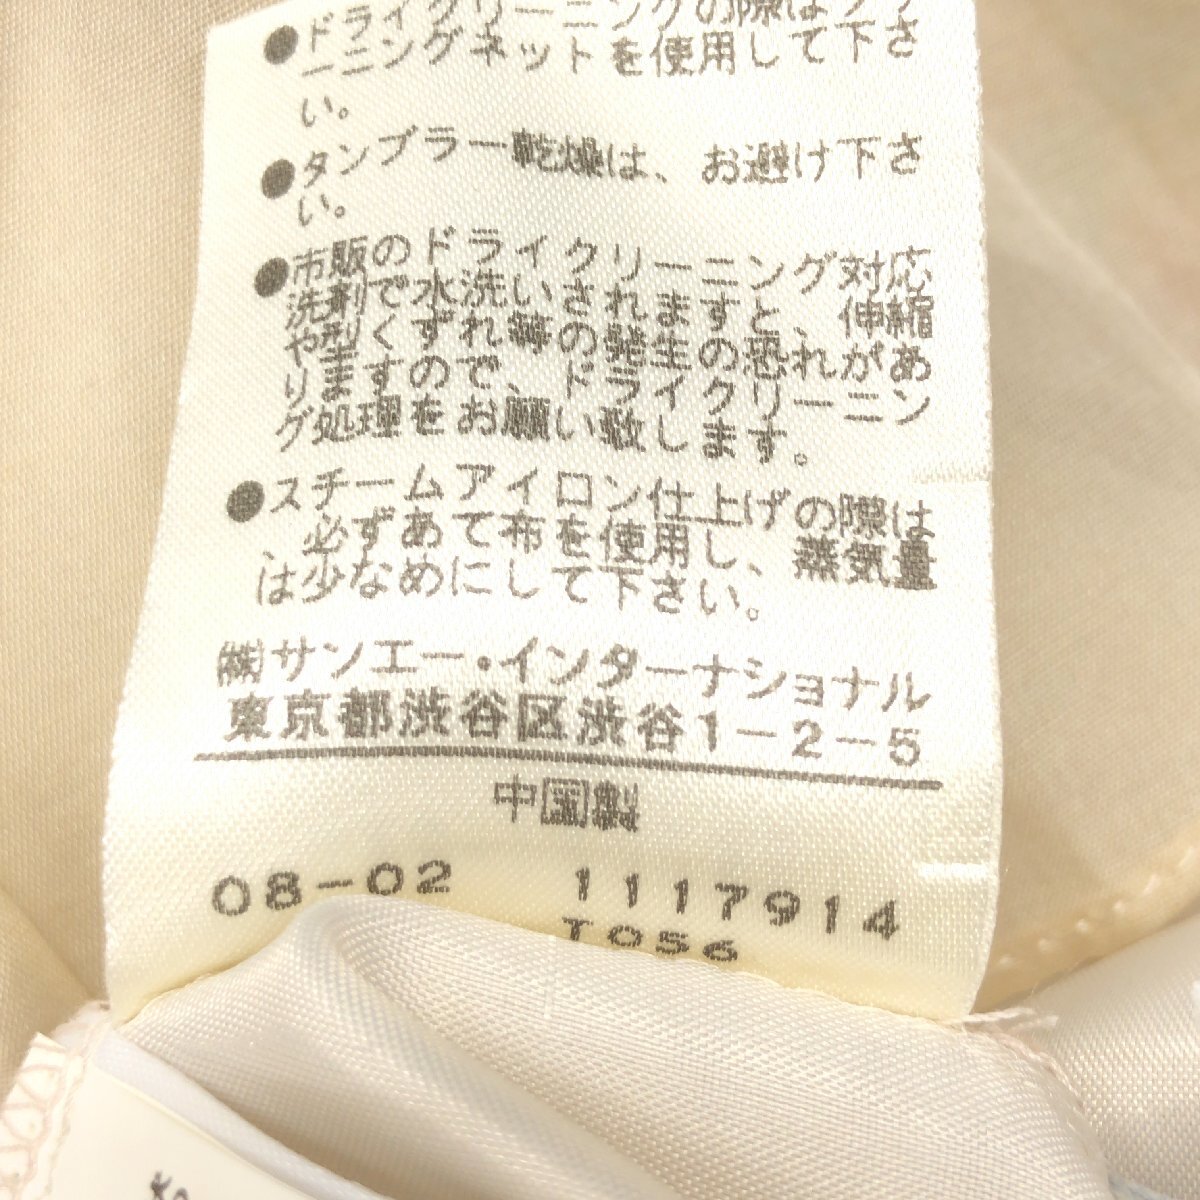 ●ドライクリーニングの際はクリ
ーニングネットを使用して下さ
い。
●タンブラー乾燥は、お避け下さ
い。
●市販のドライクリーニング対応
洗剤で水洗いされますと、伸縮
や型くずれ等の発生の恐れがあ
りますので、ドライクリーニン
グ処理をお願い致します。
●スチームアイロン仕上げの際は
、必ずあて布を使用し、蒸気量
は少なめにして下さい。
㈱サンエー・インターナショナル
東京都渋谷区渋谷1-2-5
中国製
08-02 1117914
T056